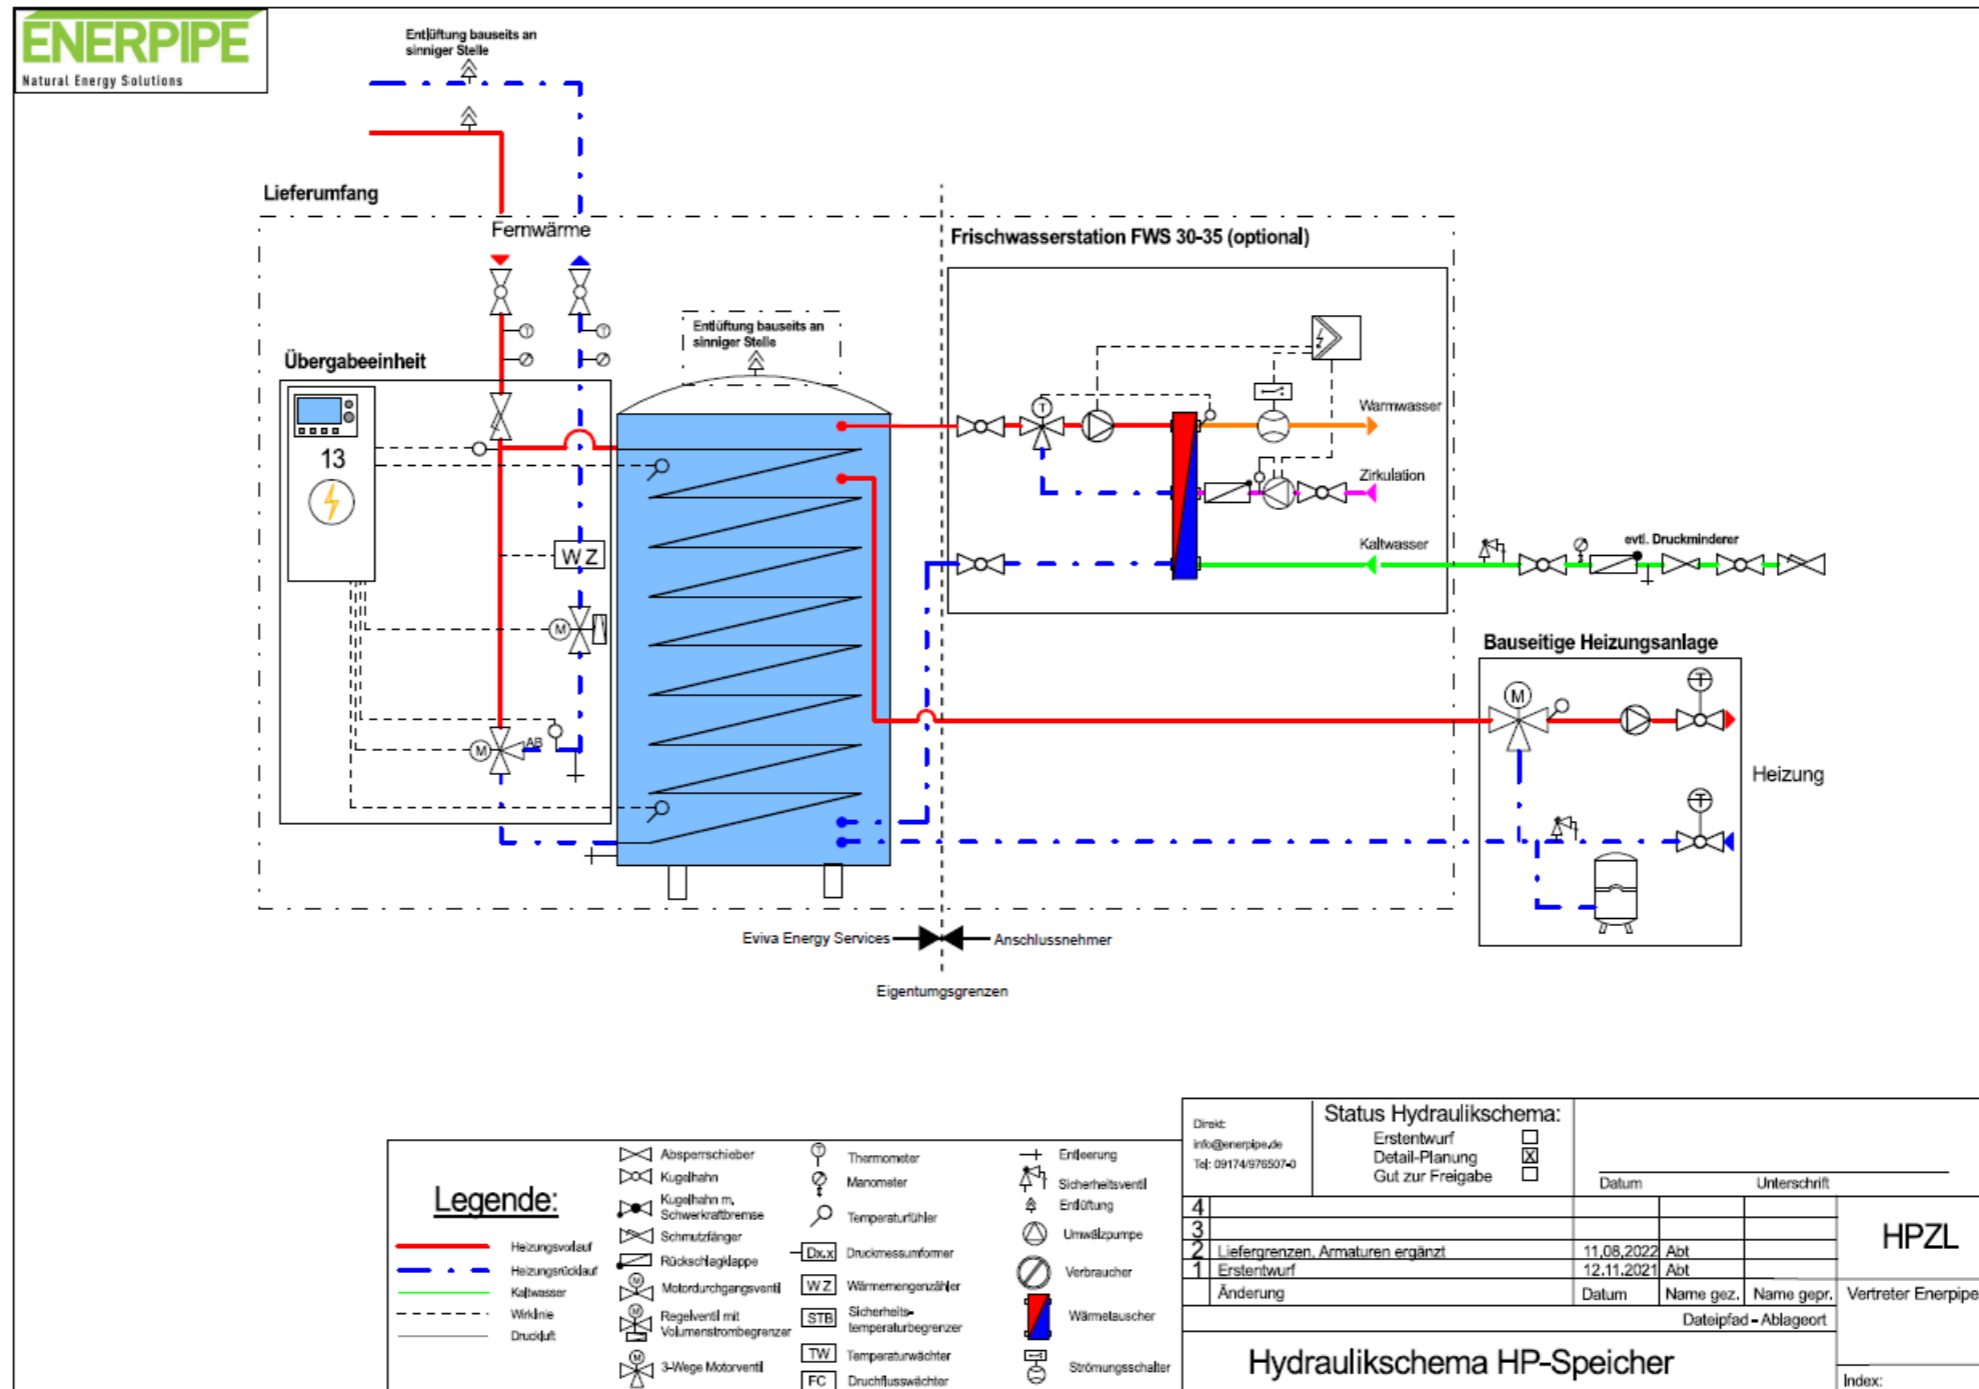 ENERPIPE
Natural Energy Solutions
Entlüftung bauseits an
sinniger Stelle
Lieferumfang
Fernwärme
Frischwasserstation FWS 30-35 (optional)
Entlüftung bauseits an
sinniger Stelle
Übergabeeinheit
T
T
13
WZ
M
M
AB
T
Warmwasser
Zirkulation
Kaltwasser
evtl. Druckminderer
Bauseitige Heizungsanlage
M
T
Heizung
T
Eviva Energy Services
Anschlussnehmer
Eigentumsgrenzen
Legende:
Heizungsvorlauf
Heizungsrücklauf
Kaltwasser
Wirklinie
Druckluft
Absperrschieber
Kugelhahn
Kugelhahn m.
Schwerkraftbremse
Schmutzfänger
Rückschlagklappe
M
Motordurchgangsventil
M
Regelventil mit
Volumenstrombegrenzer
M
3-Wege Motorventil
T
Thermometer
Manometer
Temperaturfühler
Dx.x
Druckmessumformer
WZ
Wärmemengenzähler
STB
Sicherheits-
temperaturbegrenzer
TW
Temperaturwächter
FC
Druchflusswächter
Entleerung
Sicherheitsventil
Entlüftung
Umwälzpumpe
Verbraucher
Wärmetauscher
Strömungsschalter
Direkt:
info@enerpipe.de
Tel: 09174/976507-0
Status Hydraulikschema:
Erstentwurf
Detail-Planung X
Gut zur Freigabe
Datum Unterschrift
4
3
2 Liefergrenzen, Armaturen ergänzt 11.08.2022 Abt
1 Erstentwurf 12.11.2021 Abt
Änderung Datum Name gez. Name gepr.
HPZL
Vertreter Enerpipe
Dateipfad - Ablageort
Hydraulikschema HP-Speicher
Index: